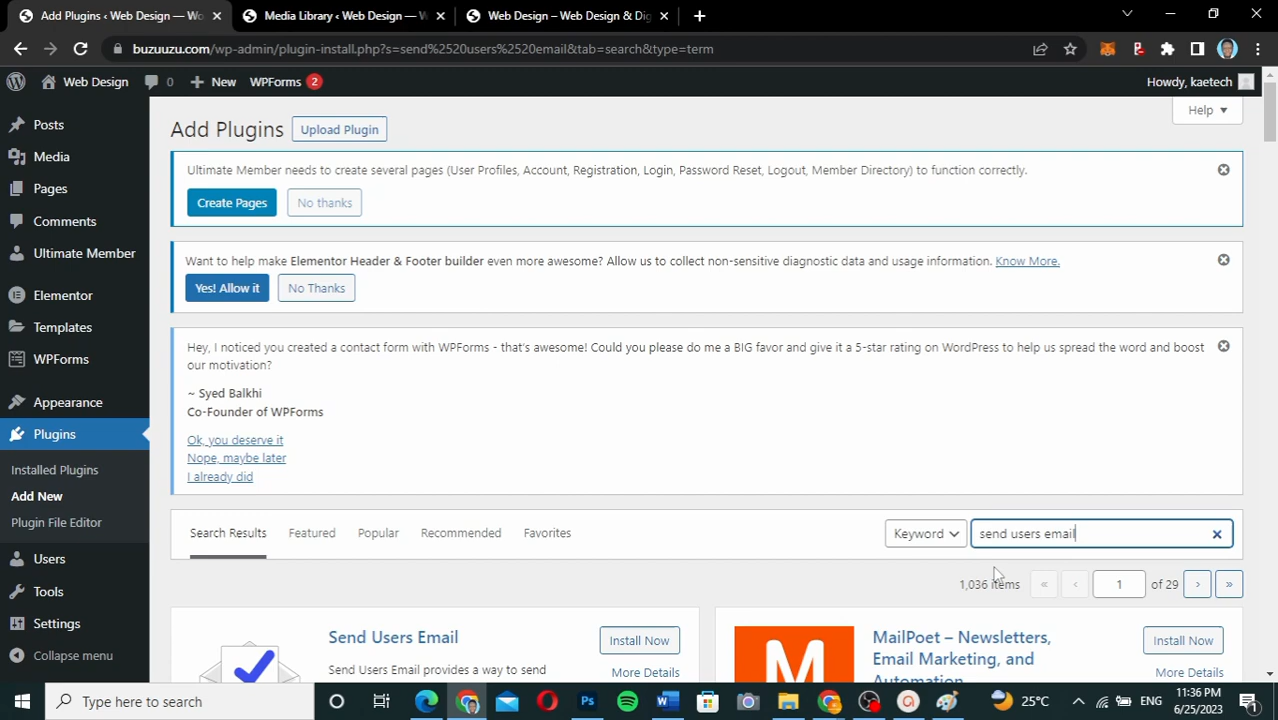 Add Plugins ‹ Web Design — Wo
Media Library ‹ Web Design — W
Web Design – Web Design & Dig
buzuuzu.com/wp-admin/plugin-install.php?s=send%2520users%2520email&tab=search&type=term
Web Design
0
New
WPForms 2
Howdy, kaetech
Posts
Media
Pages
Comments
Ultimate Member
Elementor
Templates
WPForms
Appearance
Plugins
Installed Plugins
Add New
Plugin File Editor
Users
Tools
Settings
Collapse menu
Help
Add Plugins
Upload Plugin
Ultimate Member needs to create several pages (User Profiles, Account, Registration, Login, Password Reset, Logout, Member Directory) to function correctly.
Create Pages
No thanks
Want to help make Elementor Header & Footer builder even more awesome? Allow us to collect non-sensitive diagnostic data and usage information. Know More.
Yes! Allow it
No Thanks
Hey, I noticed you created a contact form with WPForms - that's awesome! Could you please do me a BIG favor and give it a 5-star rating on WordPress to help us spread the word and boost
our motivation?
~ Syed Balkhi
Co-Founder of WPForms
Ok, you deserve it
Nope, maybe later
I already did
Search Results
Featured
Popular
Recommended
Favorites
Keyword
send users email
1,036 items
«
‹
1
of 29
›
»
Send Users Email
Install Now
Send Users Email provides a way to send
More Details
M
MailPoet – Newsletters,
Email Marketing, and
Automation
Install Now
More Details
Type here to search
25°C
ENG
11:36 PM
6/25/2023
1